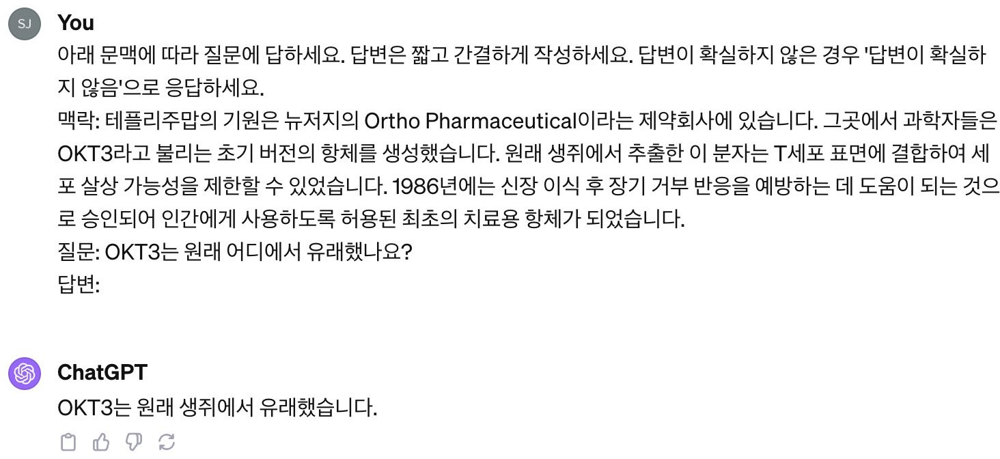 SJ
You
아래 문맥에 따라 질문에 답하세요. 답변은 짧고 간결하게 작성하세요. 답변이 확실하지 않은 경우 '답변이 확실하
지 않음'으로 응답하세요.
맥락: 테플리주맙의 기원은 뉴저지의 Ortho Pharmaceutical이라는 제약회사에 있습니다. 그곳에서 과학자들은
OKT3라고 불리는 초기 버전의 항체를 생성했습니다. 원래 생쥐에서 추출한 이 분자는 T세포 표면에 결합하여 세
포 살상 가능성을 제한할 수 있었습니다. 1986년에는 신장 이식 후 장기 거부 반응을 예방하는 데 도움이 되는 것으
로 승인되어 인간에게 사용하도록 허용된 최초의 치료용 항체가 되었습니다.
질문: OKT3는 원래 어디에서 유래했나요?
답변:
ChatGPT
OKT3는 원래 생쥐에서 유래했습니다.